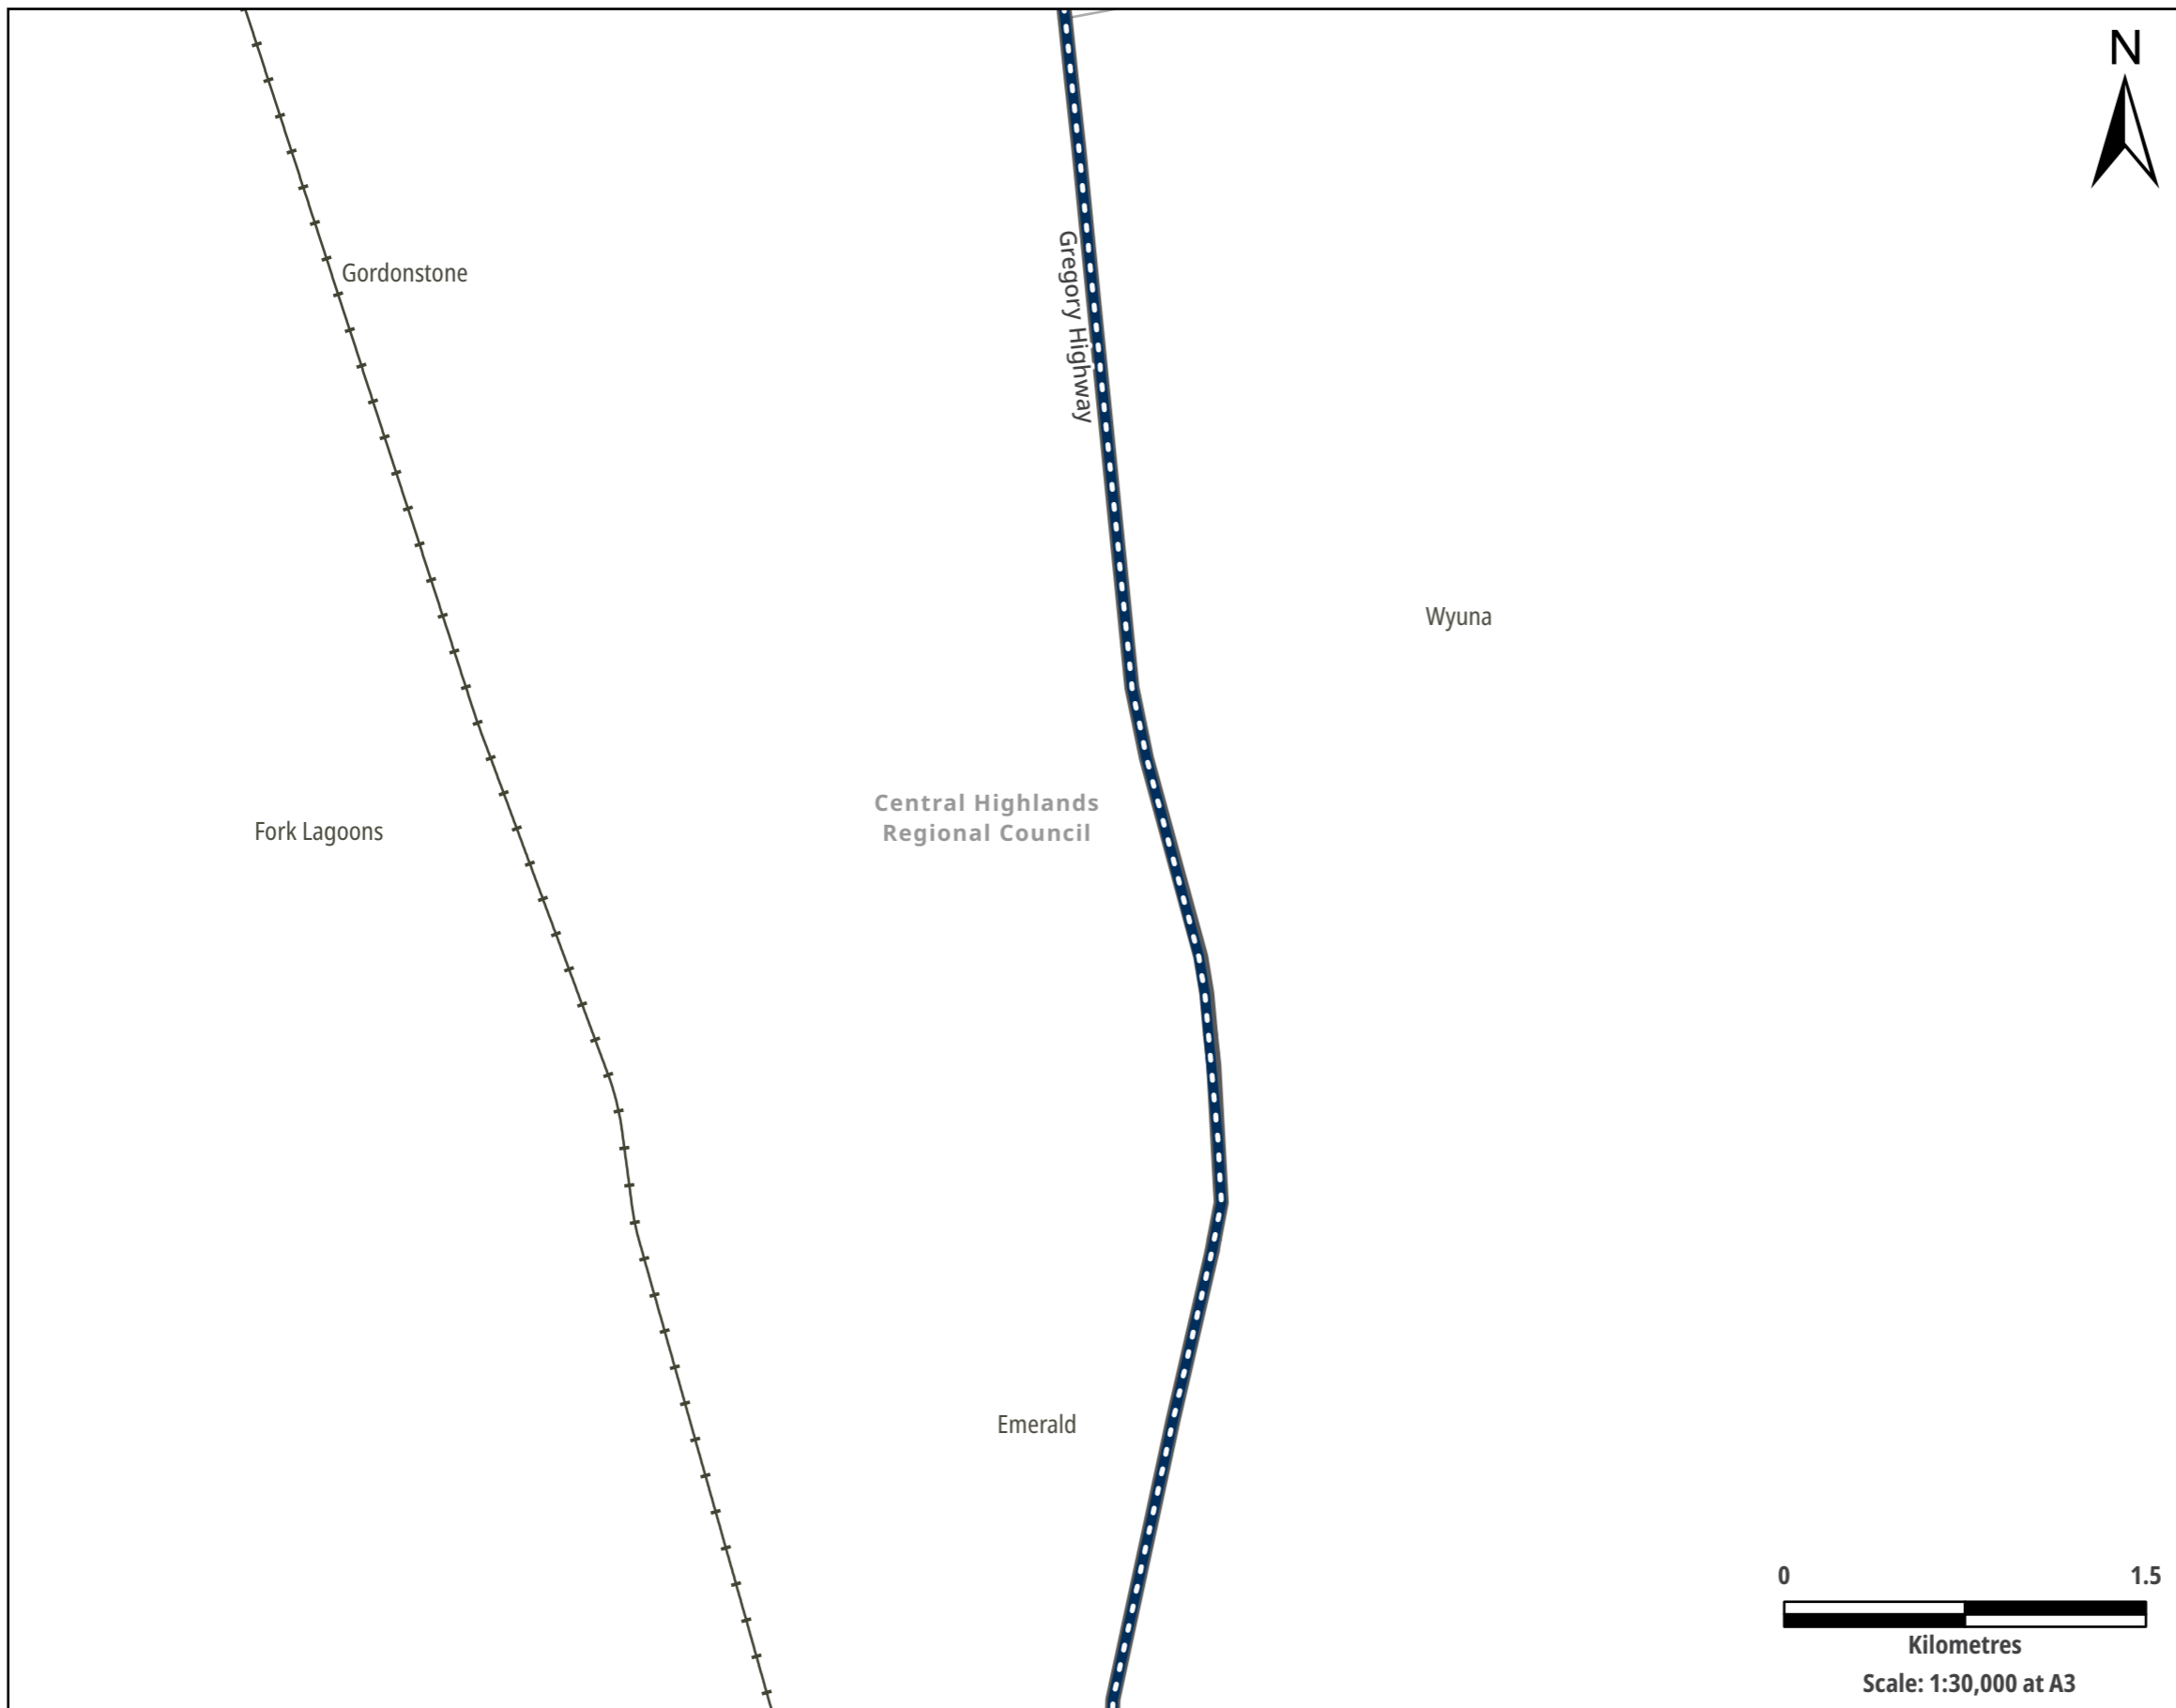 N
Gordonstone
Gregory Highway
Wyuna
Central Highlands
Regional Council
Fork Lagoons
Emerald
0 1.5
Kilometres
Scale: 1:30,000 at A3